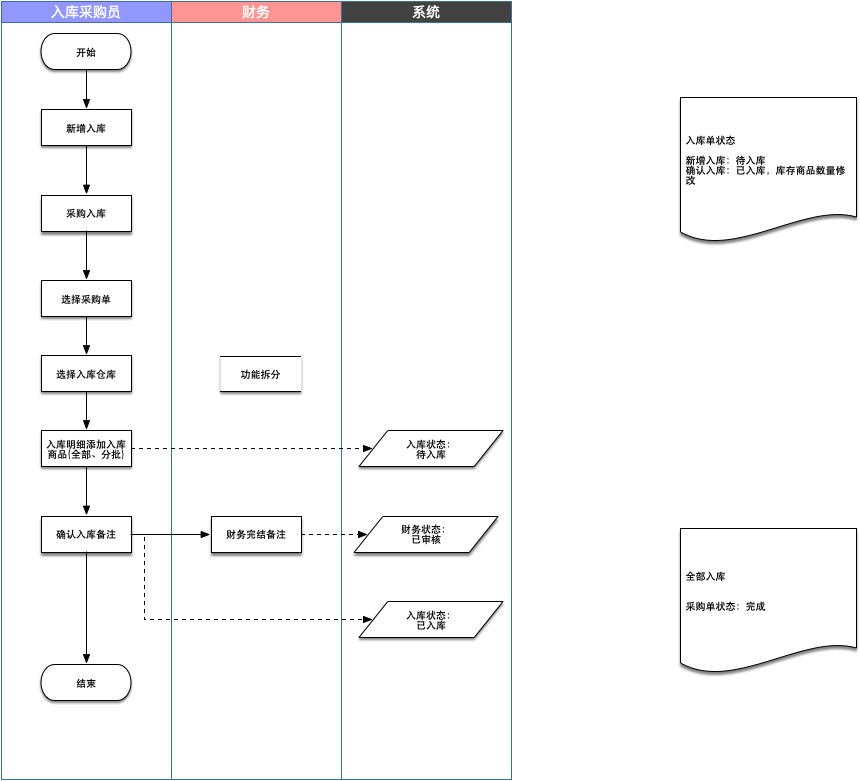 入库采购员
财务
系统
开始
新增入库
采购入库
选择采购单
选择入库仓库
功能拆分
入库明细添加入库
商品(全部、分批)
入库状态：
待入库
确认入库备注
财务完结备注
财务状态：
已审核
入库状态：
已入库
结束
入库单状态
新增入库：待入库
确认入库：已入库，库存商品数量修
改
全部入库
采购单状态：完成